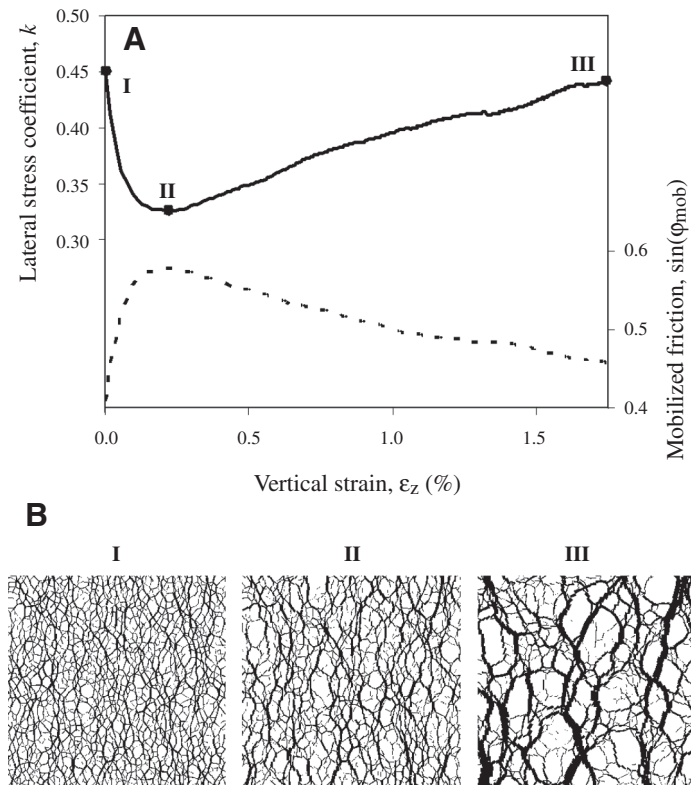 A
Lateral stress coefficient, k
0.50
0.45
0.40
0.35
0.30
I
II
III
Mobilized friction, sin(φmob)
0.6
0.5
0.4
0.0
0.5
1.0
1.5
Vertical strain, εz (%)
B
I
II
III